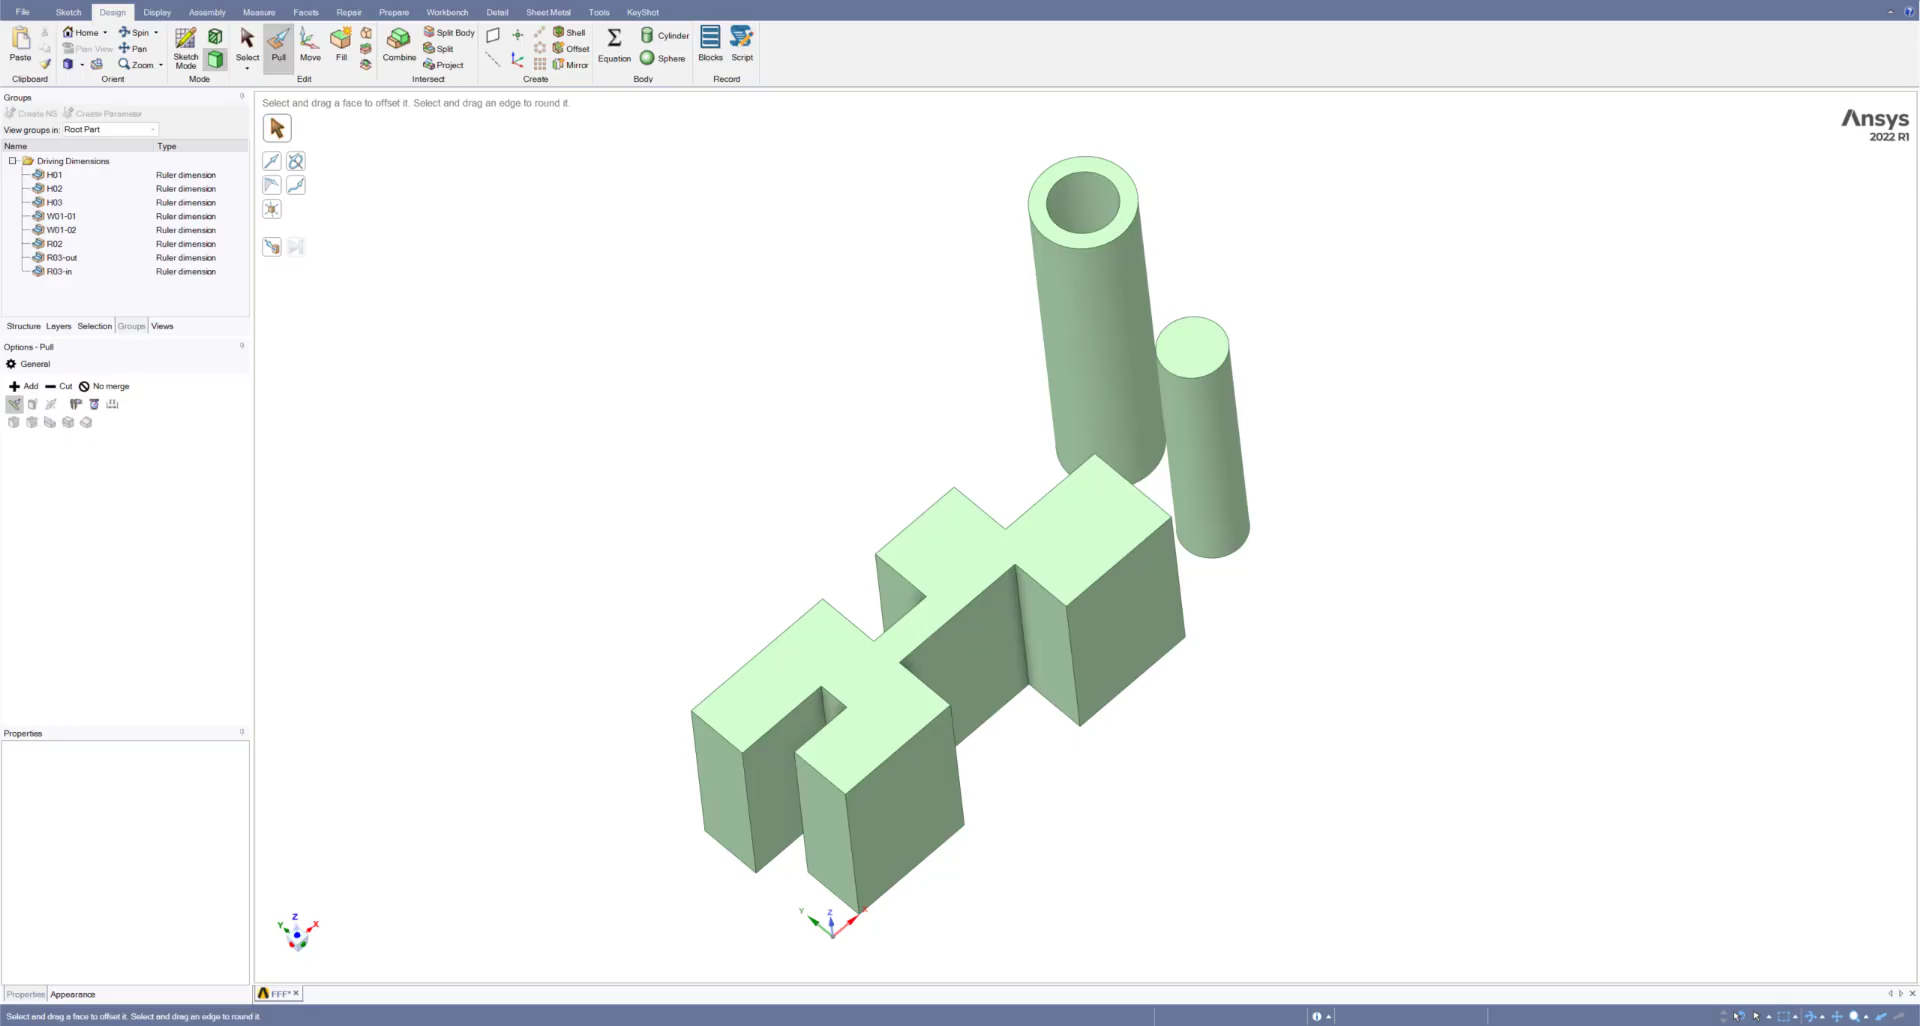 File Sketch Design Display Assembly Measure Facets Repair Prepare Workbench Detail Sheet Metal Tools KeyShot
Paste
Clipboard
Home Spin
Plan View Pan
Zoom
Orient
Sketch Mode
Mode
Select Pull Move Fill
Edit
Combine
Split Body
Split
Project
Intersect
Shell
Offset
Mirror
Create
Equation
Cylinder
Sphere
Body
Blocks Script
Record
Groups
Create NS Create Parameter
View groups in: Root Part
Name Type
Driving Dimensions
H01 Ruler dimension
H02 Ruler dimension
H03 Ruler dimension
W01-01 Ruler dimension
W01-02 Ruler dimension
R02 Ruler dimension
R03-out Ruler dimension
R03-in Ruler dimension
Structure Layers Selection Groups Views
Options - Pull
General
Add Cut No merge
Properties
Properties Appearance
Select and drag a face to offset it. Select and drag an edge to round it.
Ansys
2022 R1
Z
Y X
Y Z X
FFF*
Select and drag a face to offset it. Select and drag an edge to round it.